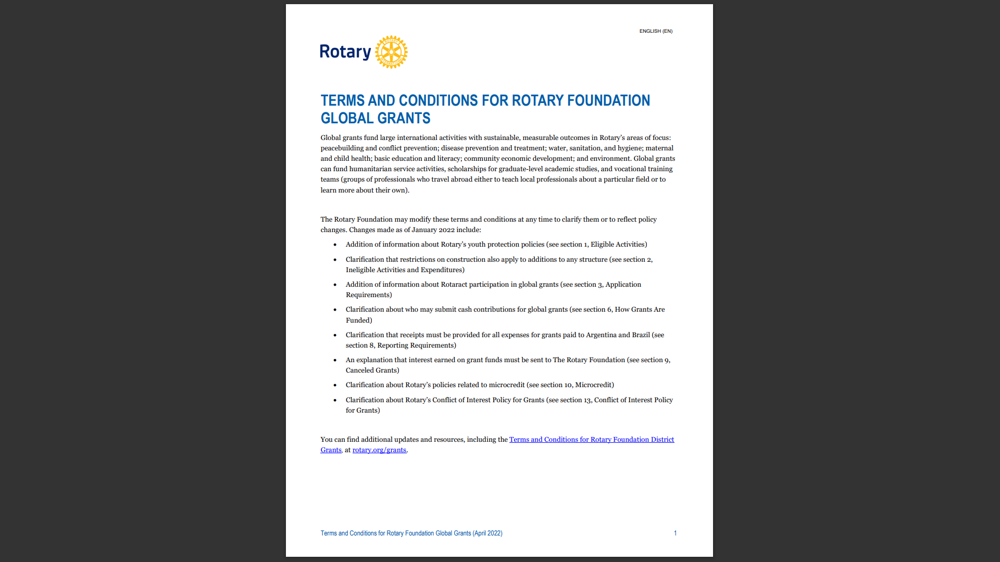 ENGLISH (EN)
Rotary
ROTARY
INTERNATIONAL
TERMS AND CONDITIONS FOR ROTARY FOUNDATION
GLOBAL GRANTS
Global grants fund large international activities with sustainable, measurable outcomes in Rotary’s areas of focus:
peacebuilding and conflict prevention; disease prevention and treatment; water, sanitation, and hygiene; maternal
and child health; basic education and literacy; community economic development; and environment. Global grants
can fund humanitarian service activities, scholarships for graduate-level academic studies, and vocational training
teams (groups of professionals who travel abroad either to teach local professionals about a particular field or to
learn more about their own).
The Rotary Foundation may modify these terms and conditions at any time to clarify them or to reflect policy
changes. Changes made as of January 2022 include:
• Addition of information about Rotary’s youth protection policies (see section 1, Eligible Activities)
• Clarification that restrictions on construction also apply to additions to any structure (see section 2,
Ineligible Activities and Expenditures)
• Addition of information about Rotaract participation in global grants (see section 3, Application
Requirements)
• Clarification about who may submit cash contributions for global grants (see section 6, How Grants Are
Funded)
• Clarification that receipts must be provided for all expenses for grants paid to Argentina and Brazil (see
section 8, Reporting Requirements)
• An explanation that interest earned on grant funds must be sent to The Rotary Foundation (see section 9,
Canceled Grants)
• Clarification about Rotary’s policies related to microcredit (see section 10, Microcredit)
• Clarification about Rotary’s Conflict of Interest Policy for Grants (see section 13, Conflict of Interest Policy
for Grants)
You can find additional updates and resources, including the Terms and Conditions for Rotary Foundation District
Grants, at rotary.org/grants.
Terms and Conditions for Rotary Foundation Global Grants (April 2022) 1